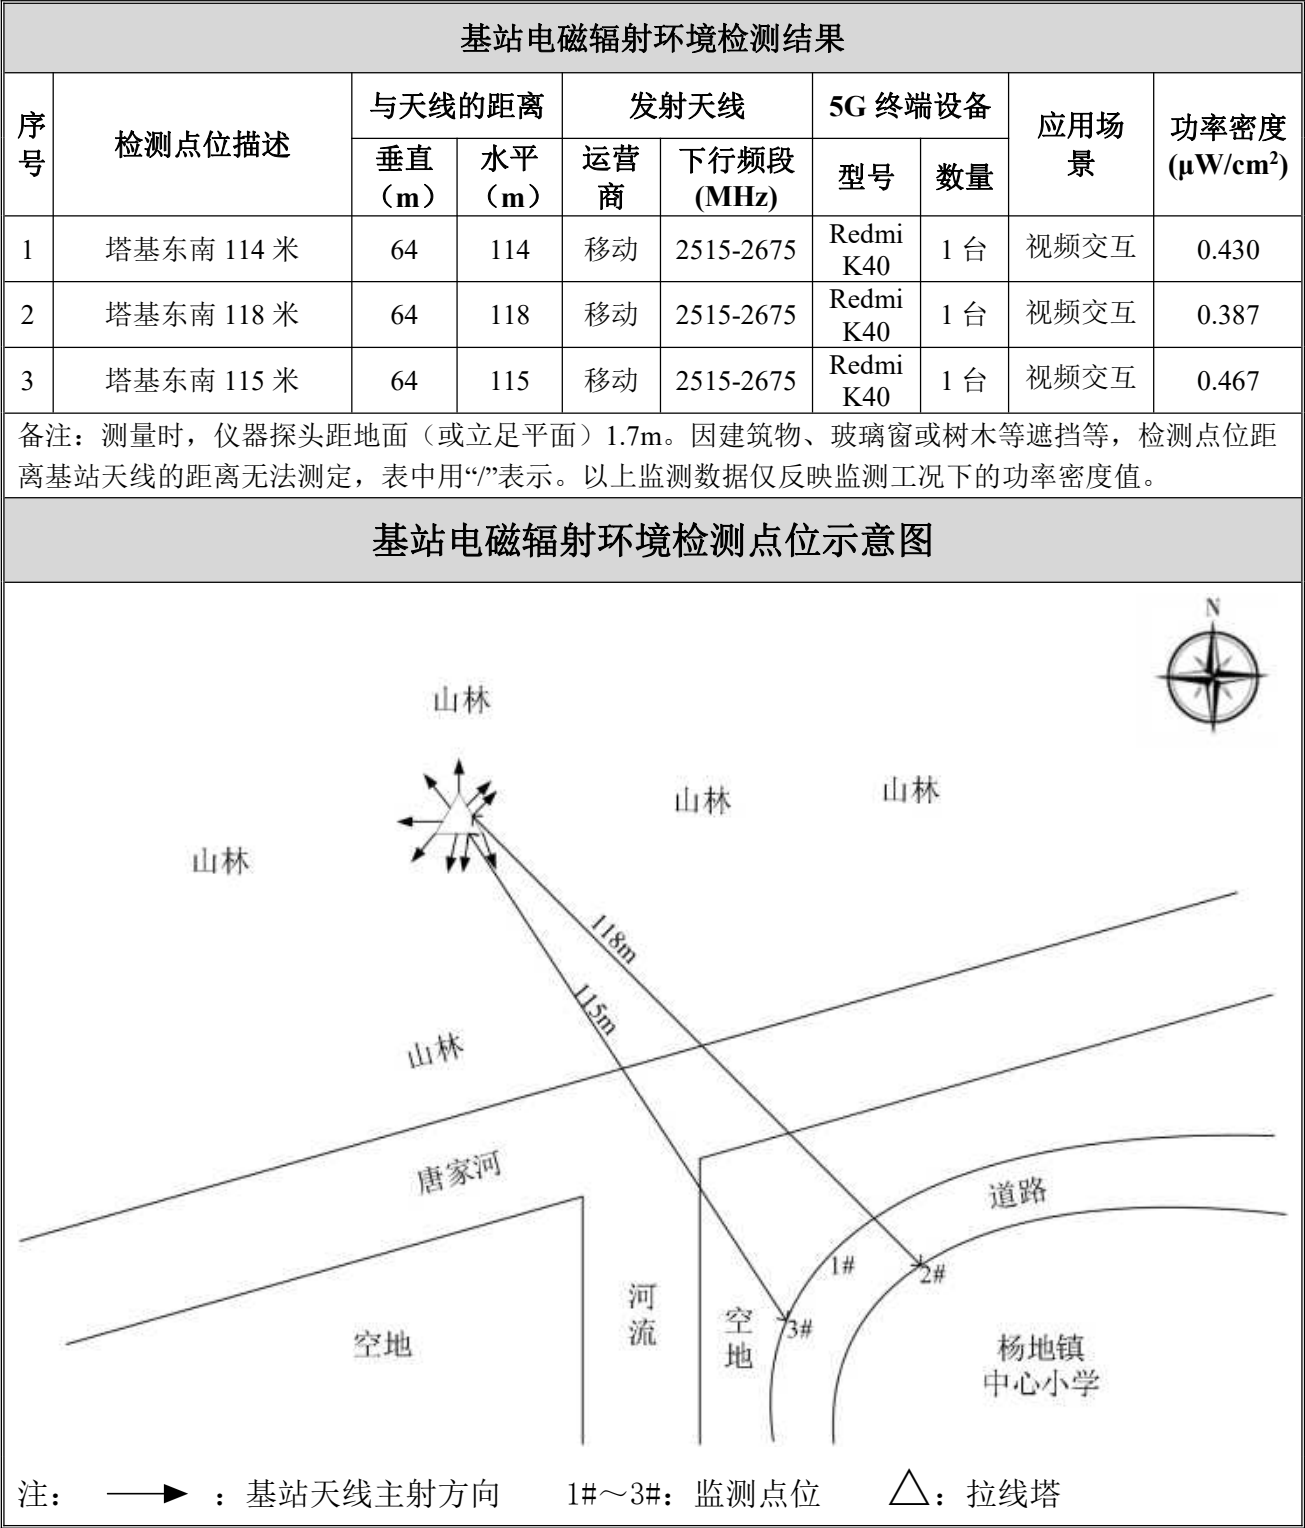 基站电磁辐射环境检测结果
序号 检测点位描述 与天线的距离 发射天线 5G 终端设备 应用场景 功率密度 (μW/cm²)
垂直（m） 水平（m） 运营商 下行频段 (MHz) 型号 数量
1 塔基东南 114 米 64 114 移动 2515-2675 Redmi K40 1 台 视频交互 0.430
2 塔基东南 118 米 64 118 移动 2515-2675 Redmi K40 1 台 视频交互 0.387
3 塔基东南 115 米 64 115 移动 2515-2675 Redmi K40 1 台 视频交互 0.467
备注：测量时，仪器探头距地面（或立足平面）1.7m。因建筑物、玻璃窗或树木等遮挡等，检测点位距
离基站天线的距离无法测定，表中用“/”表示。以上监测数据仅反映监测工况下的功率密度值。
基站电磁辐射环境检测点位示意图
N
山林
山林
山林
山林
118m
115m
山林
唐家河
道路
1#
2#
3#
河流
空地
空地
杨地镇
中心小学
注： ：基站天线主射方向 1#～3#：监测点位 ：拉线塔